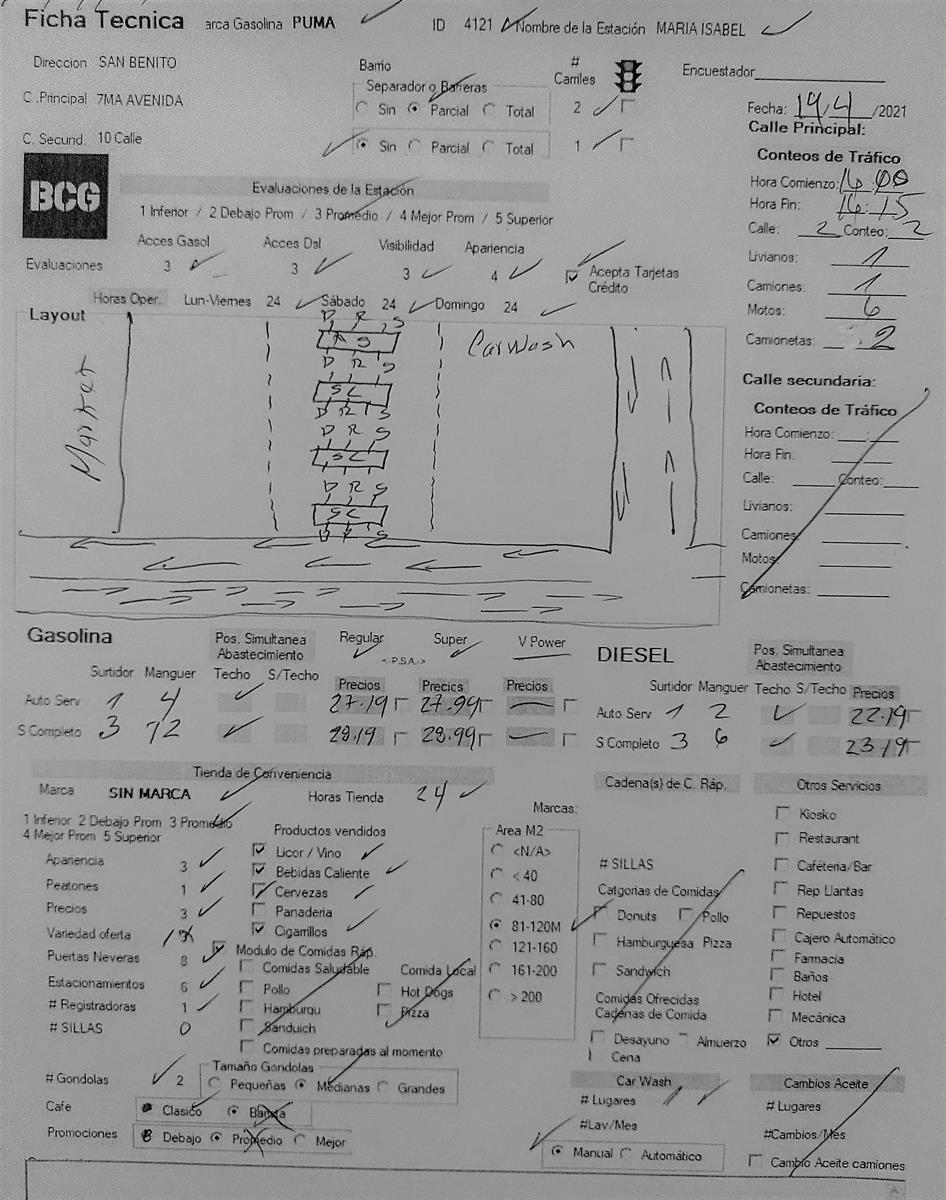 Ficha Tecnica arca Gasolina PUMA ID 4121 Nombre de la Estación MARIA ISABEL
Direccion SAN BENITO Barrio # Carriles Encuestador
Separador o Barreras
C .Principal 7MA AVENIDA Sin Parcial Total 2 Fecha: 19/4 /2021
C. Secund. 10 Calle Sin Parcial Total 1 Calle Principal:
BCG
Evaluaciones de la Estación
1 Inferior / 2 Debajo Prom / 3 Promedio / 4 Mejor Prom / 5 Superior
Acces Gasol Acces Dsl Visibilidad Apariencia
Evaluaciones 3 3 3 4 Acepta Tarjetas Crédito
Horas Oper. Lun-Viernes 24 Sábado 24 Domingo 24
Conteos de Tráfico
Hora Comienzo: 16:00
Hora Fin: 16:15
Calle: 2 Conteo: 2
Livianos: 1
Camiones: 1
Motos: 6
Camionetas: 2
Calle secundaria:
Conteos de Tráfico
Hora Comienzo: :
Hora Fin:
Calle: Conteo:
Livianos:
Camiones:
Motos:
Camionetas:
Layout
Market
D R S
A S
D R S
S C
D R S
D R S
S C
D R S
S C
D R S
CarWash
Gasolina Pos. Simultanea Abastecimiento Regular Super V Power
<-P.S.A.->
Surtidor Manguer Techo S/Techo Precios Precios Precios
Auto Serv 1 4 27.19 27.99
S Completo 3 12 28.19 28.99
DIESEL Pos. Simultanea Abastecimiento
Surtidor Manguer Techo S/Techo Precios
Auto Serv 1 2 22.19
S Completo 3 6 23.19
Tienda de Conveniencia
Marca SIN MARCA Horas Tienda 24
1 Inferior 2 Debajo Prom 3 Promedio
4 Mejor Prom 5 Superior
Apariencia 3
Peatones 1
Precios 3
Variedad oferta
Puertas Neveras 8
Estacionamientos 6
# Registradoras 1
# SILLAS 0
# Gondolas 2
Productos vendidos
Licor / Vino
Bebidas Caliente
Cervezas
Panaderia
Cigarrillos
Modulo de Comidas Ráp.
Comidas Saludable Comida Local
Pollo Hot Dogs
Hamburgu Pizza
Sanduich
Comidas preparadas al momento
Tamaño Gondolas
Pequeñas Medianas Grandes
Cafe Clasico Barista
Promociones Debajo Promedio Mejor
Marcas:
Area M2
<N/A>
< 40
41-80
81-120M
121-160
161-200
> 200
Cadena(s) de C. Ráp.
# SILLAS
Catgorias de Comidas
Donuts Pollo
Hamburguesa Pizza
Sandwich
Comidas Ofrecidas
Cadenas de Comida
Desayuno Almuerzo
Cena
Car Wash
# Lugares
#Lav/Mes
Manual Automático
Otros Servicios
Kiosko
Restaurant
Caféteria/Bar
Rep Llantas
Repuestos
Cajero Automático
Farmacia
Baños
Hotel
Mecánica
Otros
Cambios Aceite
# Lugares
#Cambios/Mes
Cambio Aceite camiones